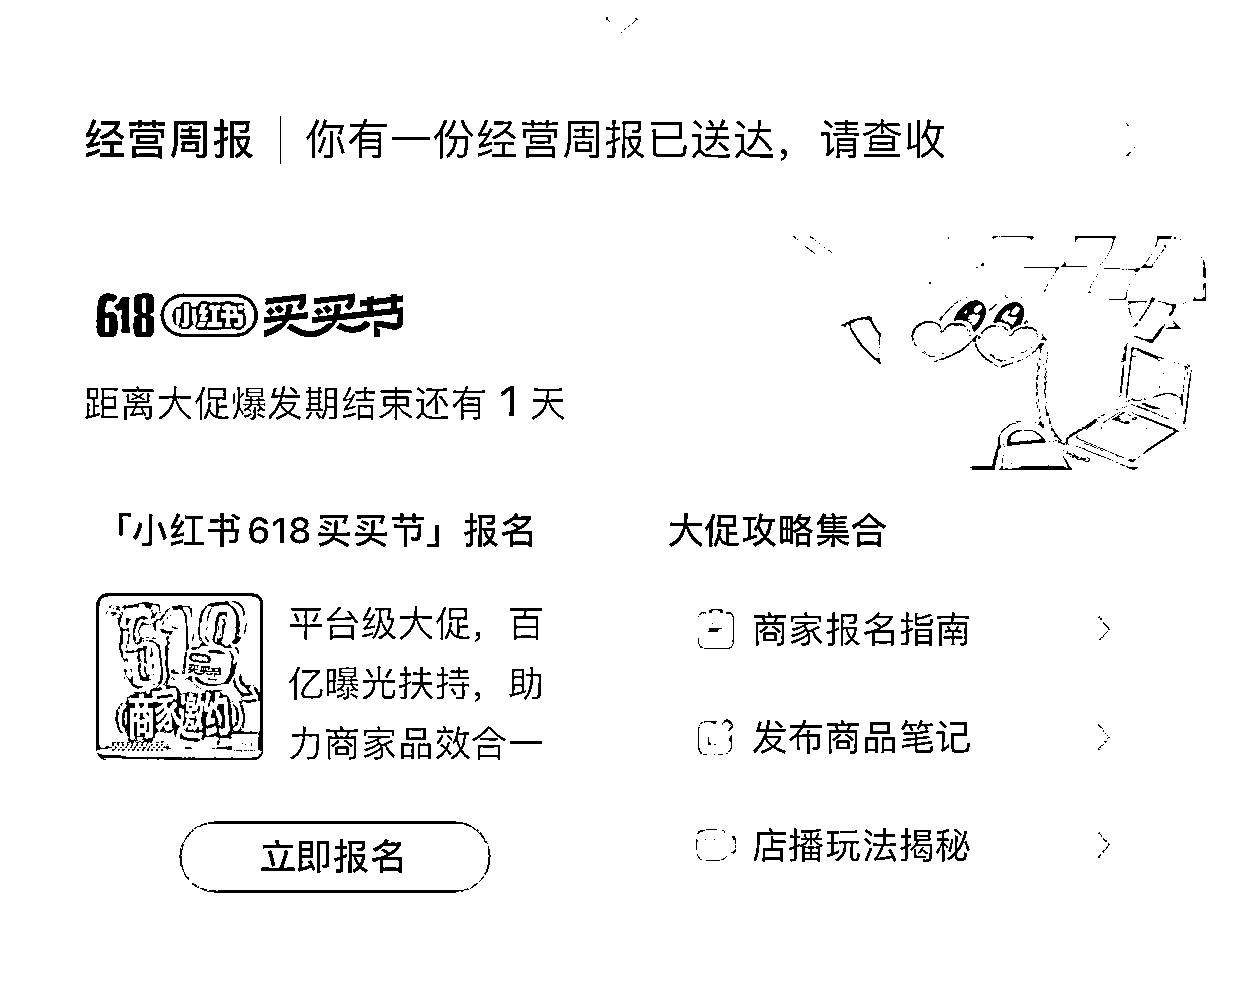 经营周报 | 你有一份经营周报已送达，请查收
618 小红书 买买节
距离大促爆发期结束还有 1 天
「小红书618买买节」报名
618
买买节
商家邀约
平台级大促，百
亿曝光扶持，助
力商家品效合一
立即报名
大促攻略集合
商家报名指南
发布商品笔记
店播玩法揭秘